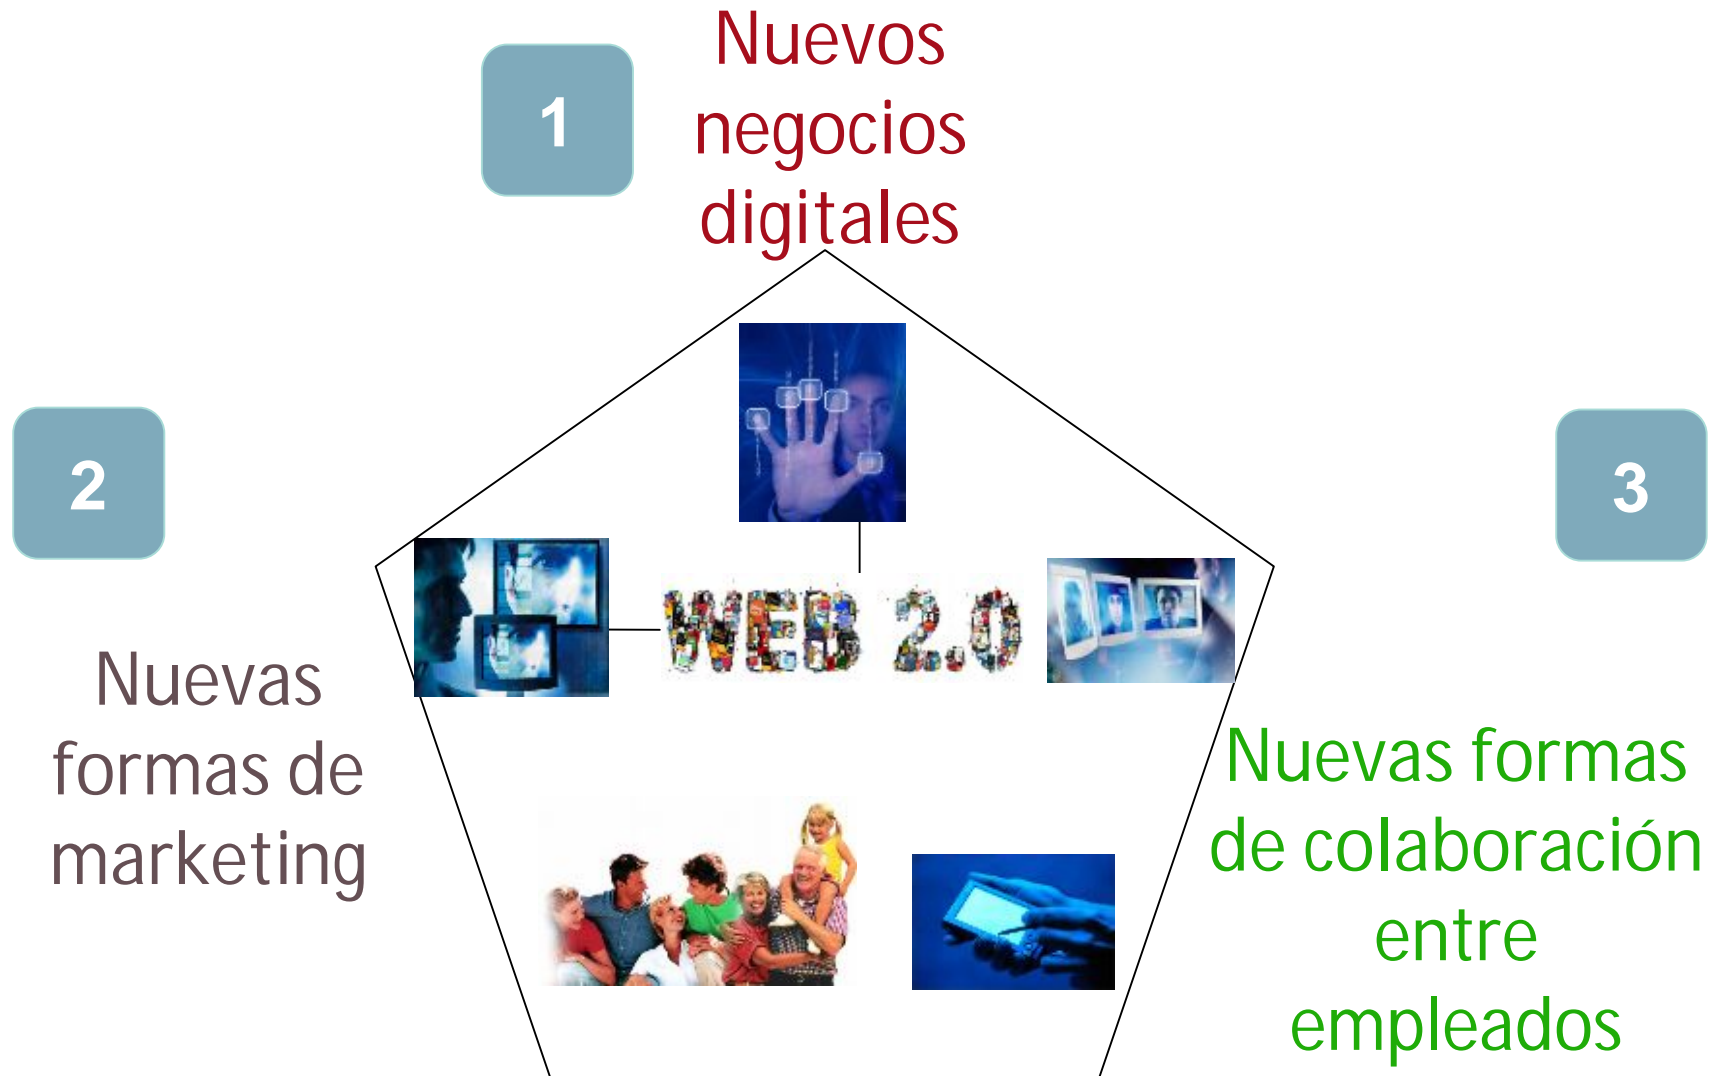 1
Nuevos
negocios
digitales
2
Nuevas
formas de
marketing
WEB 2.0
3
Nuevas formas
de colaboración
entre
empleados